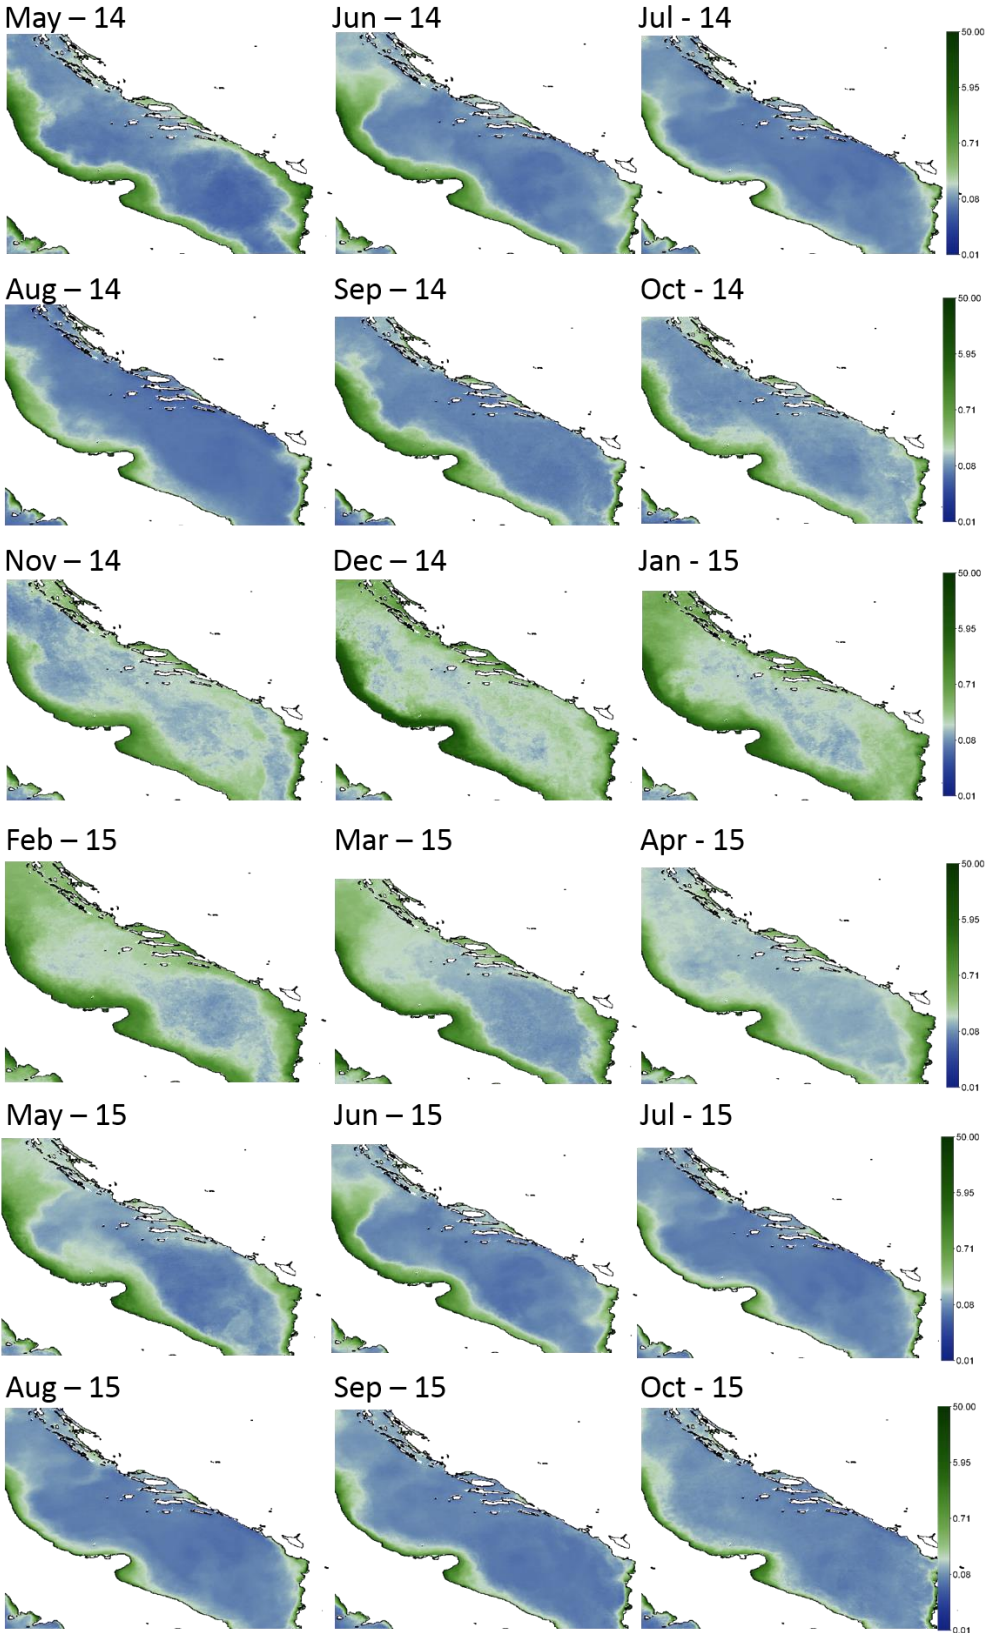 May – 14
Jun – 14
Jul - 14
50.00
5.95
0.71
0.08
0.01
Aug – 14
Sep – 14
Oct - 14
50.00
5.95
0.71
0.08
0.01
Nov – 14
Dec – 14
Jan - 15
50.00
5.95
0.71
0.08
0.01
Feb – 15
Mar – 15
Apr - 15
50.00
5.95
0.71
0.08
0.01
May – 15
Jun – 15
Jul - 15
50.00
5.95
0.71
0.08
0.01
Aug – 15
Sep – 15
Oct - 15
50.00
5.95
0.71
0.08
0.01